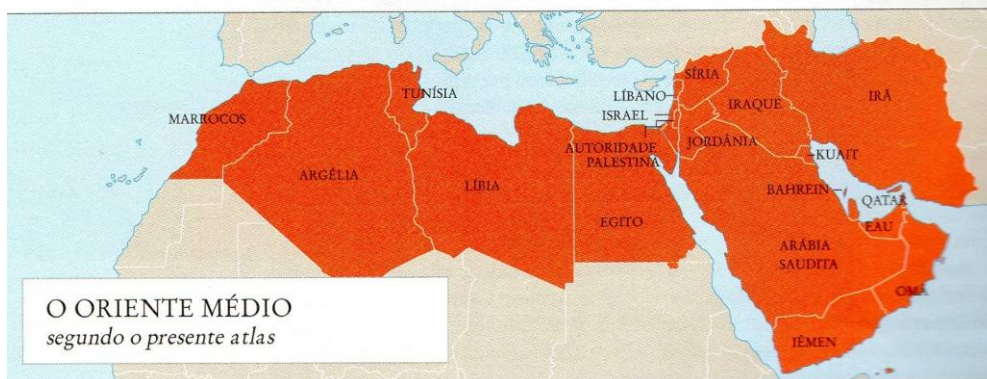 SÍRIA
TUNÍSIA
LÍBANO
IRÃ
IRAQUE
MARROCOS
ISRAEL
AUTORIDADE
PALESTINA
JORDÂNIA
KUAIT
ARGÉLIA
LÍBIA
BAHREIN
QATAR
EGITO
EAU
ARÁBIA
SAUDITA
OMÃ
IÊMEN
O ORIENTE MÉDIO
segundo o presente atlas